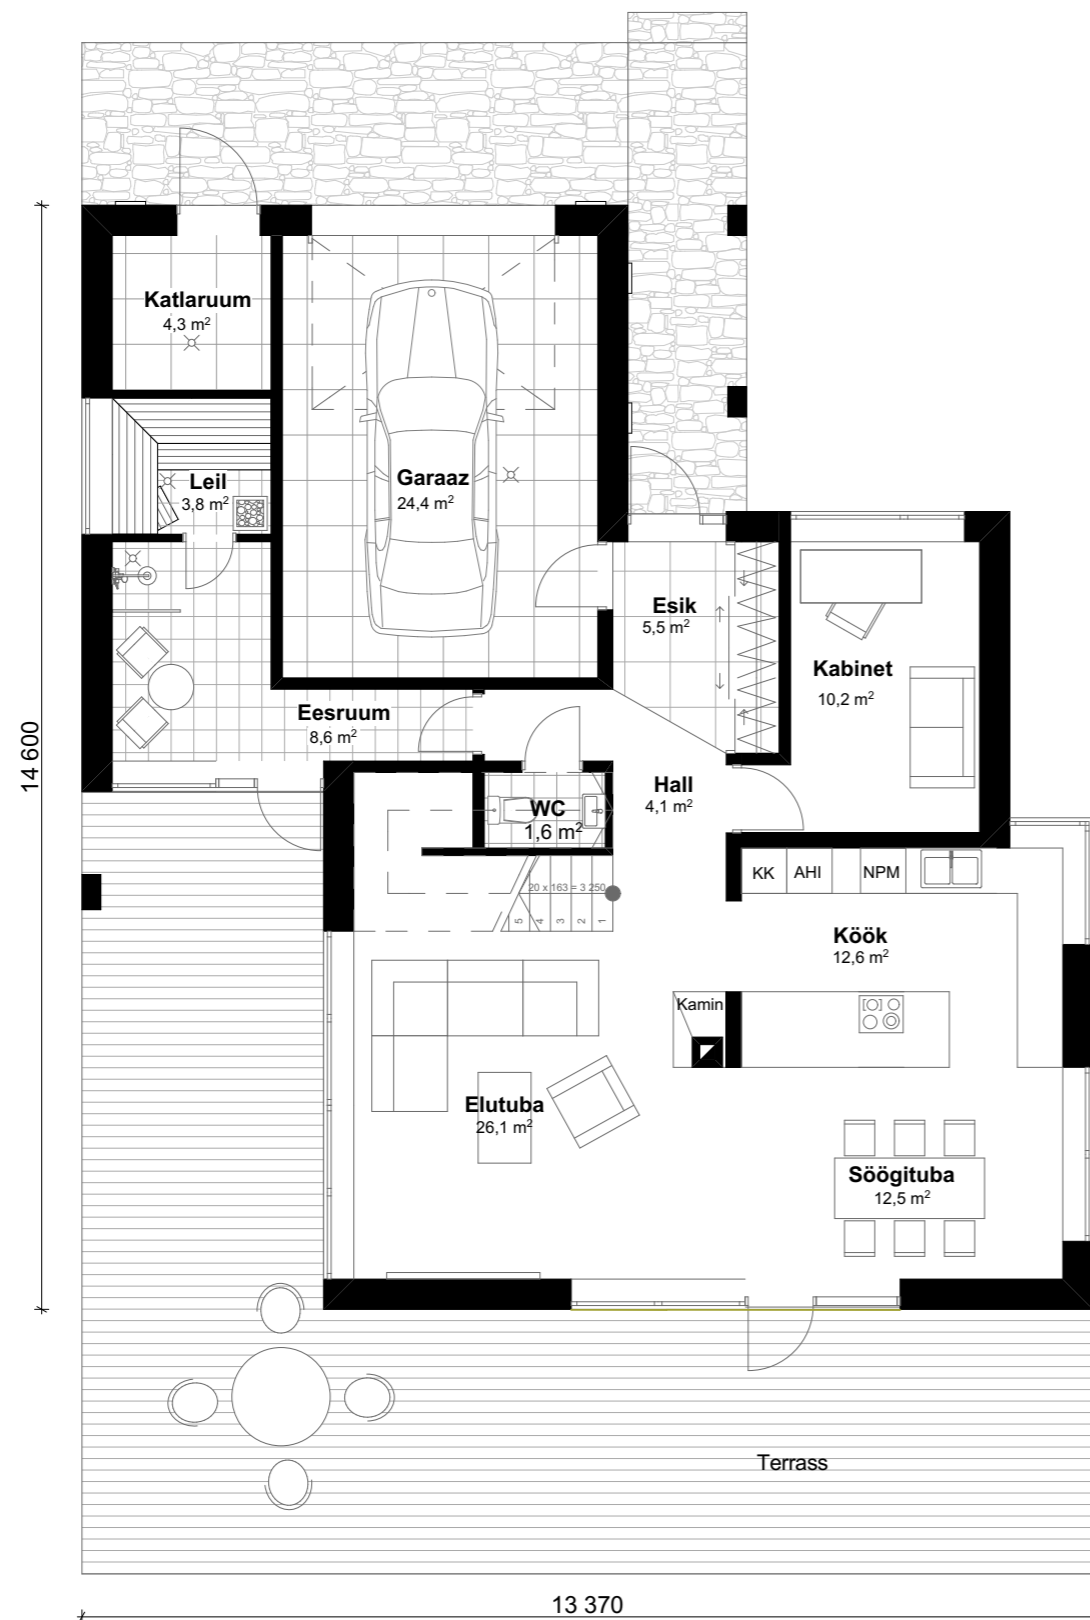 Katlaruum
4,3 m²
Leil
3,8 m²
Garaaz
24,4 m²
Esik
5,5 m²
Kabinet
10,2 m²
Eesruum
8,6 m²
14 600
Hall
4,1 m²
WC
1,6 m²
KK
AHI
NPM
20 x 163 = 3 250
5
4
3
2
1
Köök
12,6 m²
Kamin
Elutuba
26,1 m²
Söögituba
12,5 m²
Terrass
13 370